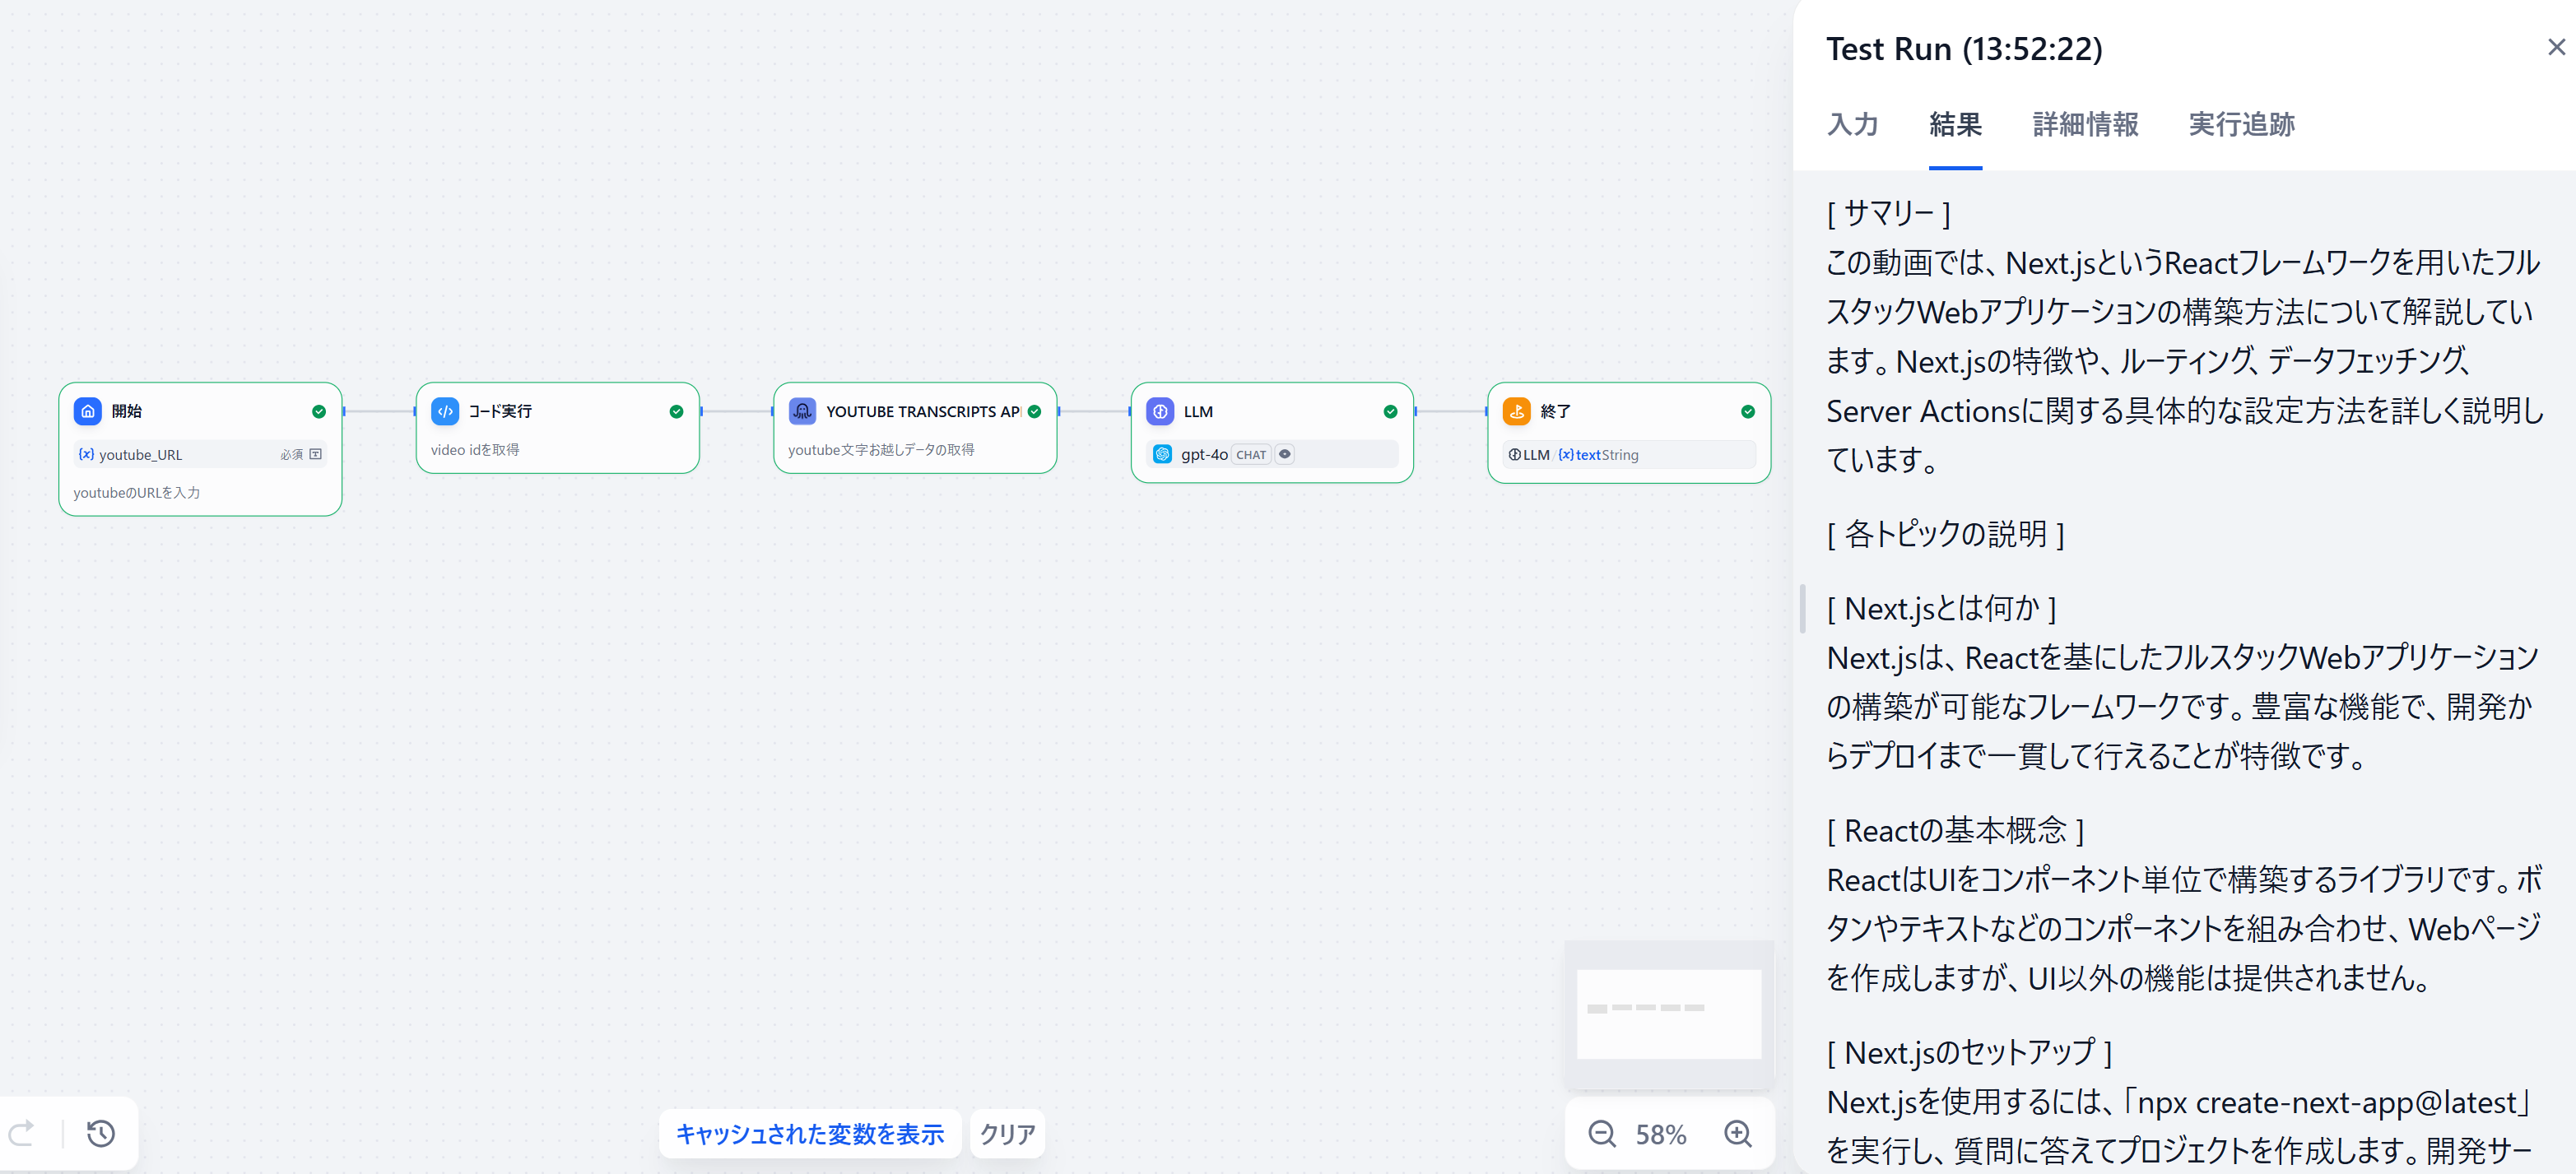 開始
youtube_URL
必須
youtubeのURLを入力
コード実行
video idを取得
YOUTUBE TRANSCRIPTS AP
youtube文字お越しデータの取得
LLM
gpt-4o CHAT
終了
LLM / {x} text String
キャッシュされた変数を表示
クリア
58%
Test Run (13:52:22)
入力 結果 詳細情報 実行追跡
[ サマリー ]
この動画では、Next.jsというReactフレームワークを用いたフル
スタックWebアプリケーションの構築方法について解説してい
ます。Next.jsの特徴や、ルーティング、データフェッチング、
Server Actionsに関する具体的な設定方法を詳しく説明し
ています。
[ 各トピックの説明 ]
[ Next.jsとは何か ]
Next.jsは、Reactを基にしたフルスタックWebアプリケーション
の構築が可能なフレームワークです。豊富な機能で、開発か
らデプロイまで一貫して行えることが特徴です。
[ Reactの基本概念 ]
ReactはUIをコンポーネント単位で構築するライブラリです。ボ
タンやテキストなどのコンポーネントを組み合わせ、Webページ
を作成しますが、UI以外の機能は提供されません。
[ Next.jsのセットアップ ]
Next.jsを使用するには、「npx create-next-app@latest」
を実行し、質問に答えてプロジェクトを作成します。開発サー